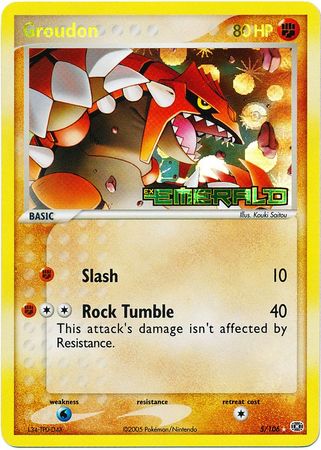 Groudon 80 HP
EX
EMERALD
BASIC
Illus. Kouki Saitou
Slash 10
Rock Tumble 40
This attack's damage isn't affected by
Resistance.
weakness resistance retreat cost
©2005 Pokémon/Nintendo 5/106